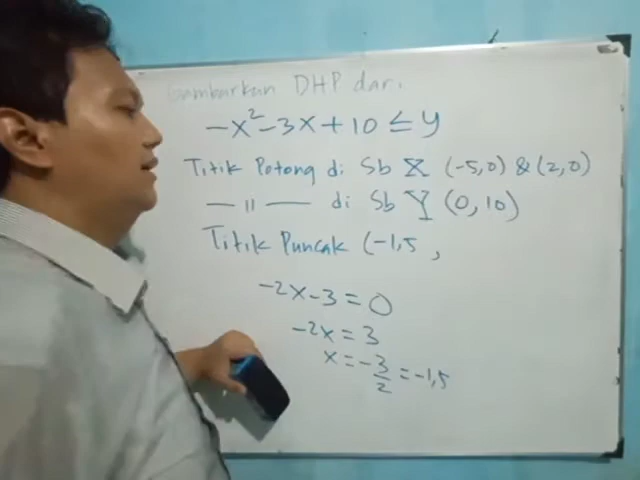 Gambarkan DHP dari
-x²-3x+10 ≤ y
Titik Potong di Sb X (-5,0) & (2,0)
— 11 — di Sb Y (0,10)
Titik Puncak (-1,5 ,
-2x-3=0
-2x=3
x=-3/2=-1,5